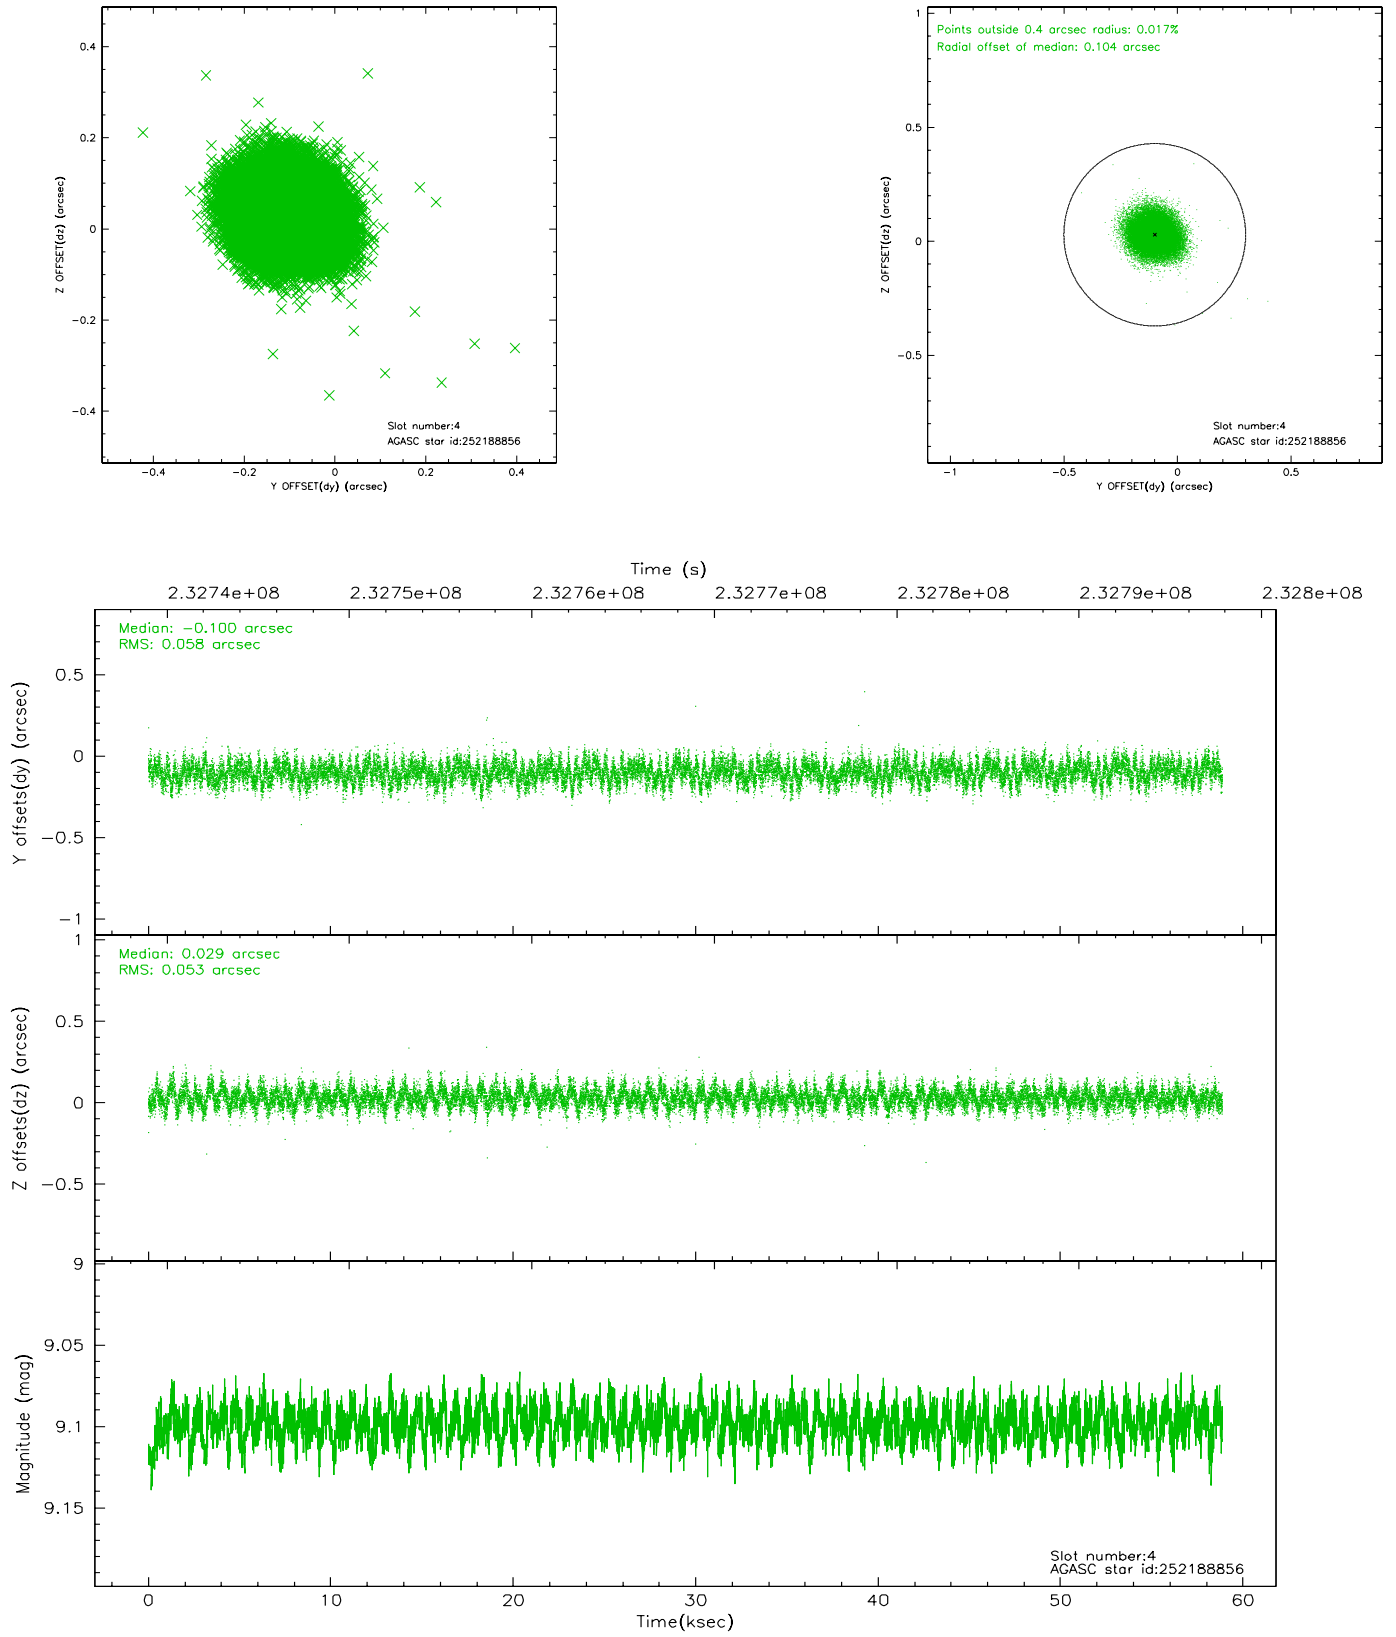 0.4
0.2
0
−0.2
−0.4
Z OFFSET(dz) (arcsec)
Slot number:4
AGASC star id:252188856
−0.4 −0.2 0 0.2 0.4
Y OFFSET(dy) (arcsec)
Points outside 0.4 arcsec radius: 0.017%
Radial offset of median: 0.104 arcsec
1
0.5
0
−0.5
Z OFFSET(dz) (arcsec)
Slot number:4
AGASC star id:252188856
−1 −0.5 0 0.5
Y OFFSET(dy) (arcsec)
Time (s)
2.3274e+08 2.3275e+08 2.3276e+08 2.3277e+08 2.3278e+08 2.3279e+08 2.328e+08
Median: −0.100 arcsec
RMS: 0.058 arcsec
0.5
0
−0.5
−1
Y offsets(dy) (arcsec)
Median: 0.029 arcsec
RMS: 0.053 arcsec
1
0.5
0
−0.5
Z offsets(dz) (arcsec)
9
9.05
9.1
9.15
Magnitude (mag)
Slot number:4
AGASC star id:252188856
0 10 20 30 40 50 60
Time(ksec)